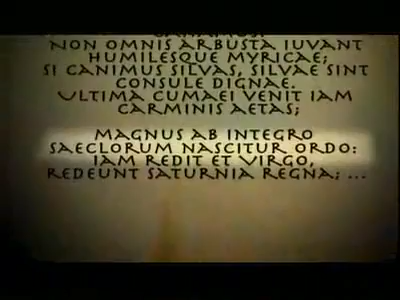 CANAMUS!
NON OMNIS ARBUSTA IUVANT
HUMILESQUE MYRICAE;
SI CANIMUS SILVAS, SILVAE SINT
CONSULE DIGNAE.
ULTIMA CUMAEI VENIT IAM
CARMINIS AETAS;
MAGNUS AB INTEGRO
SAECLORUM NASCITUR ORDO:
IAM REDIT ET VIRGO,
REDEUNT SATURNIA REGNA; ...